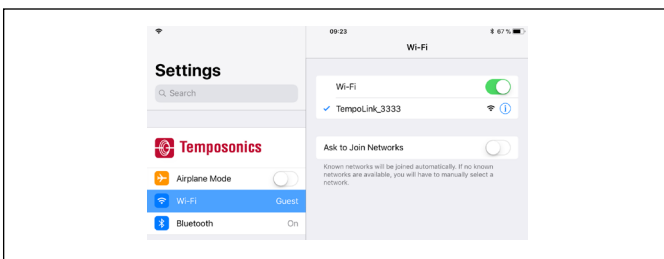 09:23
67 %
Wi-Fi
Settings
Search
Wi-Fi
TempoLink_3333
Temposonics
Ask to Join Networks
Known networks will be joined automatically. If no known
networks are available, you will have to manually select a
network.
Airplane Mode
Wi-Fi Guest
Bluetooth On